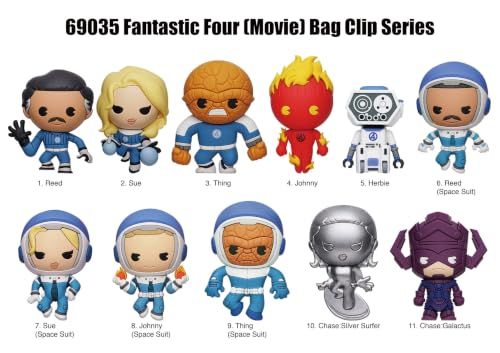 69035 Fantastic Four (Movie) Bag Clip Series
1. Reed
2. Sue
3. Thing
4. Johnny
5. Herbie
6. Reed
(Space Suit)
7. Sue
(Space Suit)
8. Johnny
(Space Suit)
9. Thing
(Space Suit)
10. Chase:Silver Surfer
11. Chase:Galactus